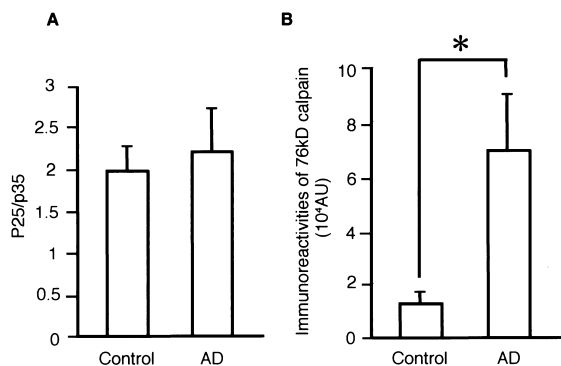 A
P25/p35
3
2.5
2
1.5
1
0.5
0
Control AD
B
Immunoreactivities of 76kD calpain
(10⁴AU)
10
8
6
4
2
0
*
Control AD